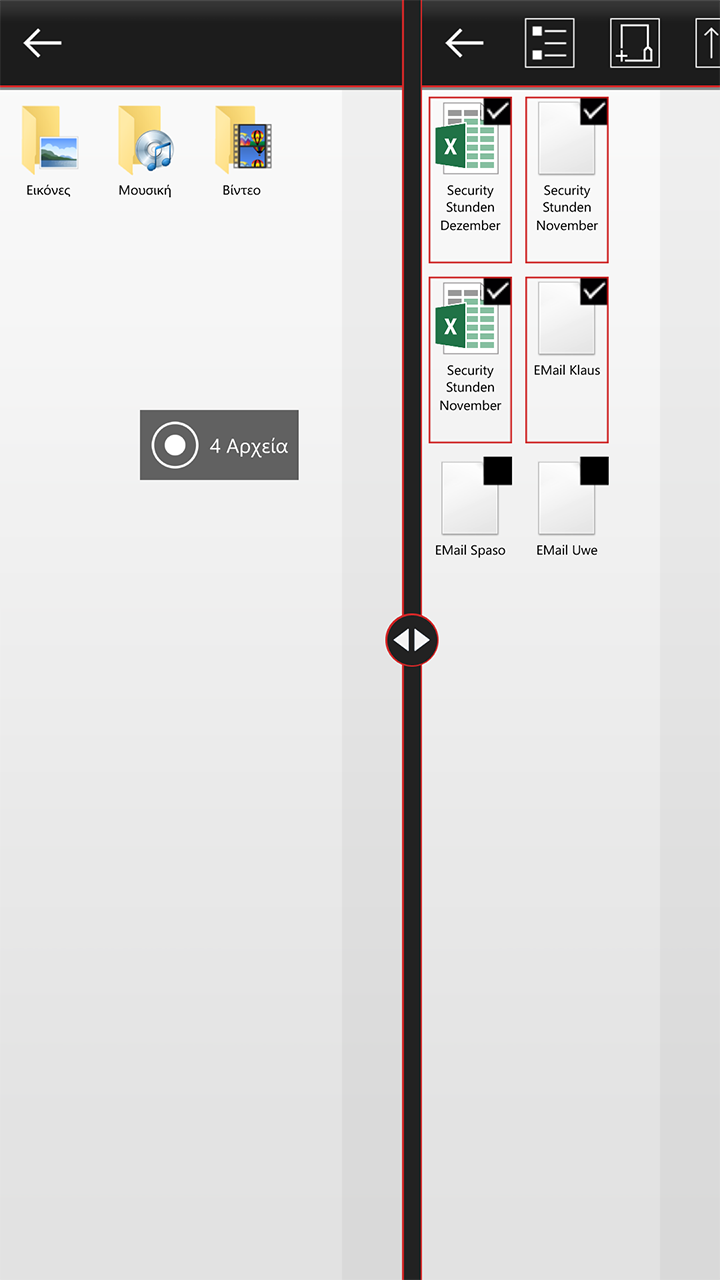 Εικόνες
Μουσική
Βίντεο
4 Αρχεία
X
Security
Stunden
Dezember
Security
Stunden
November
X
Security
Stunden
November
EMail Klaus
EMail Spaso
EMail Uwe